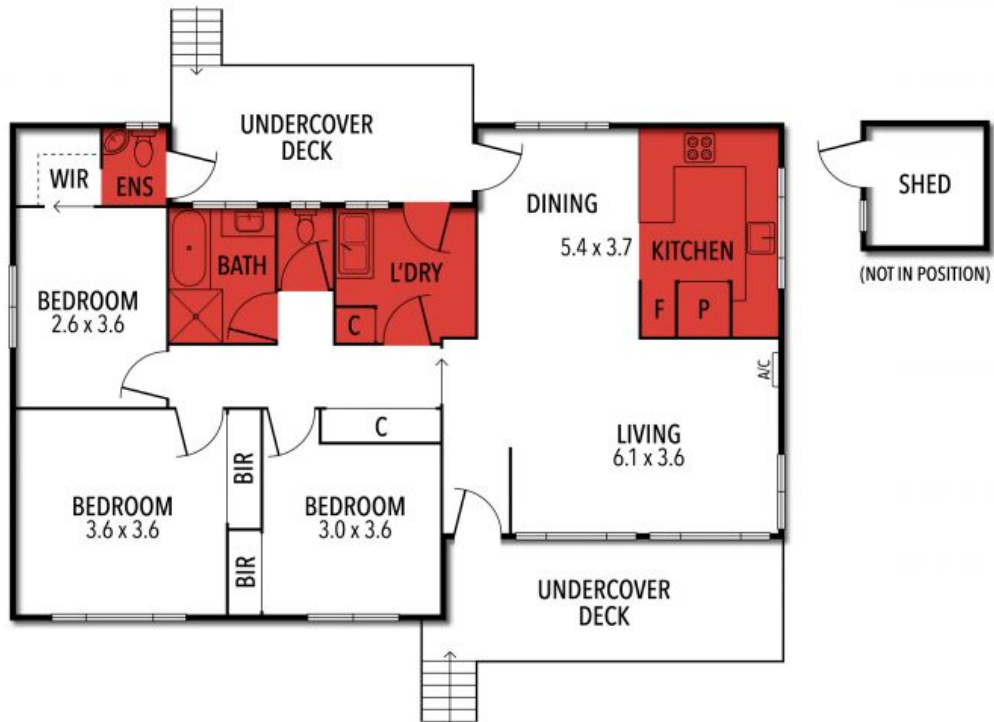 UNDERCOVER
DECK
WIR
ENS
BATH
L'DRY
C
DINING
5.4 x 3.7
KITCHEN
F
P
SHED
(NOT IN POSITION)
BEDROOM
2.6 x 3.6
A/C
C
LIVING
6.1 x 3.6
BIR
BEDROOM
3.6 x 3.6
BEDROOM
3.0 x 3.6
BIR
UNDERCOVER
DECK